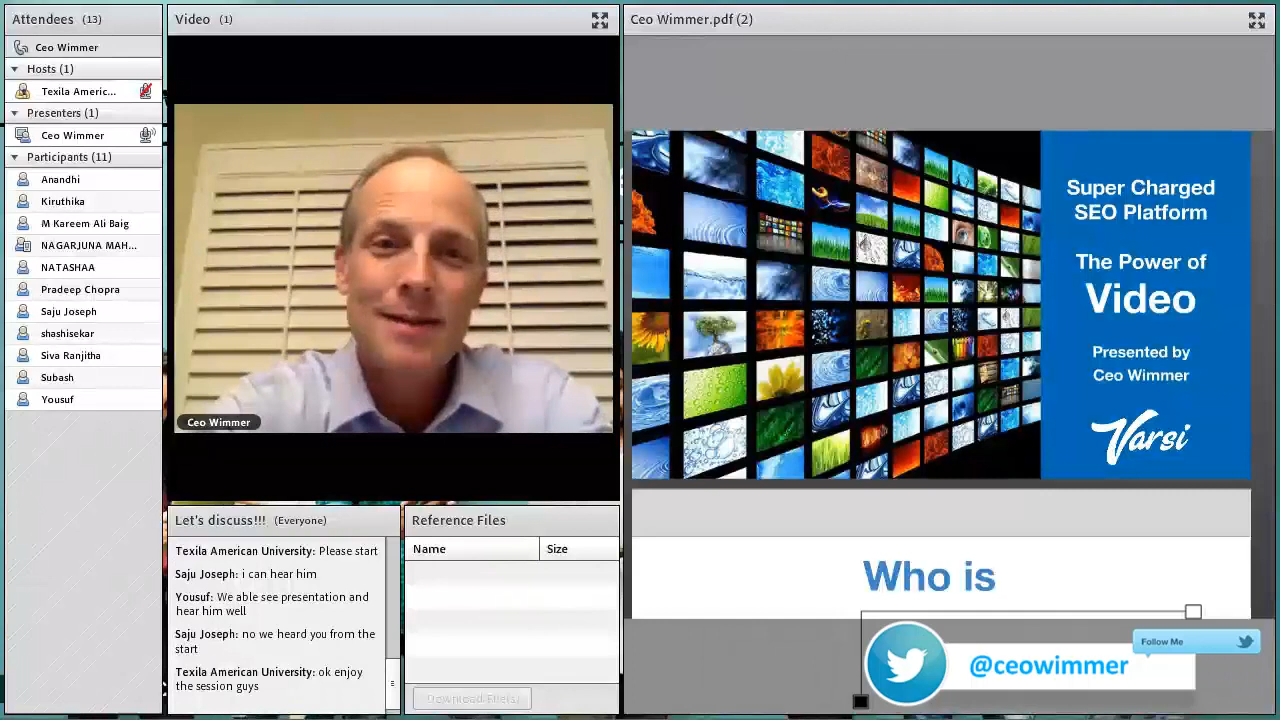 Attendees (13)
Ceo Wimmer
Hosts (1)
Texila Americ...
Presenters (1)
Ceo Wimmer
Participants (11)
Anandhi
Kiruthika
M Kareem Ali Baig
NAGARJUNA MAH...
NATASHAA
Pradeep Chopra
Saju Joseph
shashisekar
Siva Ranjitha
Subash
Yousuf
Video (1)
Ceo Wimmer
Let's discuss!!! (Everyone)
Texila American University: Please start
Saju Joseph: i can hear him
Yousuf: We able see presentation and
hear him well
Saju Joseph: no we heard you from the
start
Texila American University: ok enjoy
the session guys
Reference Files
Name Size
Download File(s)
Ceo Wimmer.pdf (2)
Super Charged
SEO Platform
The Power of
Video
Presented by
Ceo Wimmer
Varsi
Who is
Follow Me
@ceowimmer